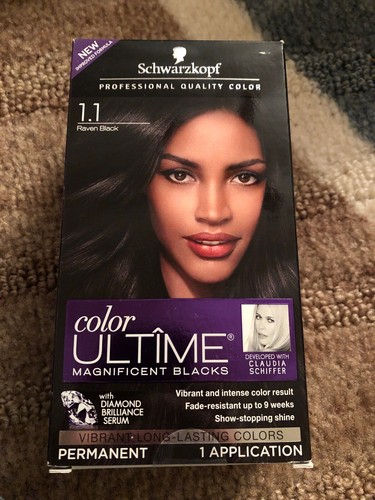 NEW
IMPROVED FORMULA
Schwarzkopf
PROFESSIONAL QUALITY COLOR
1.1
Raven Black
color
ULTÎME®
MAGNIFICENT BLACKS
DEVELOPED WITH
CLAUDIA
SCHIFFER
with
DIAMOND
BRILLIANCE
SERUM
Vibrant and intense color result
Fade-resistant up to 9 weeks
Show-stopping shine
VIBRANT LONG-LASTING COLORS
PERMANENT
1 APPLICATION